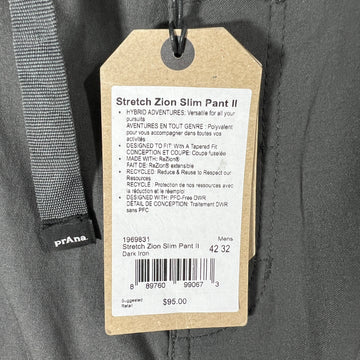 Stretch Zion Slim Pant II
• HYBRID ADVENTURES: Versatile for all your
pursuits
AVENTURES EN TOUT GENRE : Polyvalent
pour vous accompagner dans toutes vos
activités
• DESIGNED TO FIT: With A Tapered Fit
CONCEPTION ET COUPE: Coupe fuselée
• MADE WITH: ReZion®
FAIT DE: ReZion® extensible
• RECYCLED: Reduce & Reuse to Respect our
Resources
RECYCLÉ : Protection de nos ressources avec
la réduction et le réemploi
• DESIGNED WITH: PFC-Free DWR
DETAIL DE CONCEPTION: Traitement DWR
sans PFC
prAna
1969831
Mens
Stretch Zion Slim Pant II
42 32
Dark Iron
8 89760 99067 3
Suggested
Retail
$95.00